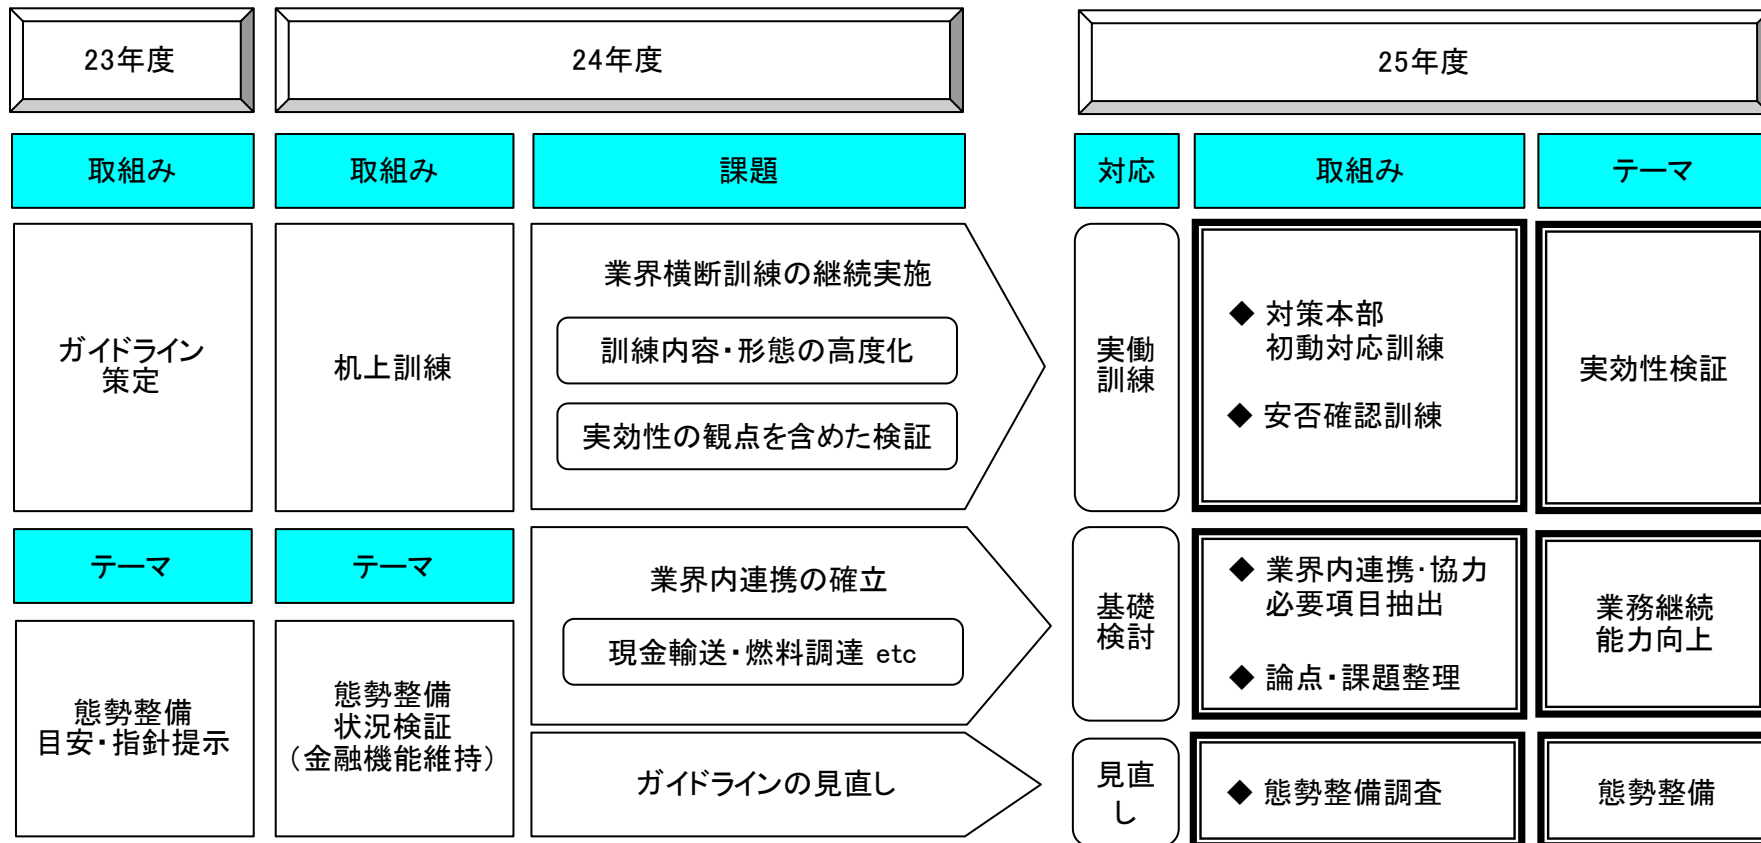 23年度
24年度
25年度
取組み
取組み
課題
対応
取組み
テーマ
ガイドライン
策定
机上訓練
業界横断訓練の継続実施
訓練内容・形態の高度化
実効性の観点を含めた検証
実働
訓練
◆ 対策本部
初動対応訓練
◆ 安否確認訓練
実効性検証
テーマ
テーマ
態勢整備
目安・指針提示
態勢整備
状況検証
（金融機能維持）
業界内連携の確立
現金輸送・燃料調達 etc
基礎
検討
◆ 業界内連携・協力
必要項目抽出
◆ 論点・課題整理
業務継続
能力向上
ガイドラインの見直し
見直
し
◆ 態勢整備調査
態勢整備